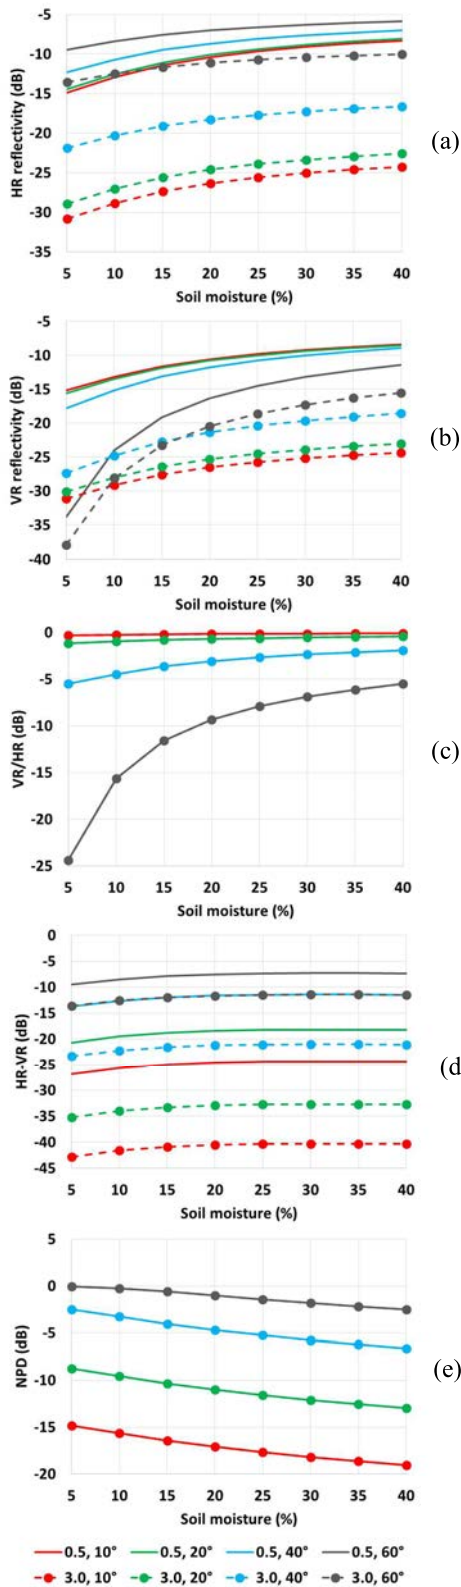 -5
-10
-15
-20
-25
-30
-35
HR reflectivity (dB)
5 10 15 20 25 30 35 40
Soil moisture (%)
(a)
-5
-10
-15
-20
-25
-30
-35
-40
VR reflectivity (dB)
5 10 15 20 25 30 35 40
Soil moisture (%)
(b)
0
-5
-10
-15
-20
-25
VR/HR (dB)
5 10 15 20 25 30 35 40
Soil moisture (%)
(c)
0
-5
-10
-15
-20
-25
-30
-35
-40
-45
HR-VR (dB)
5 10 15 20 25 30 35 40
Soil moisture (%)
(d
5
0
-5
-10
-15
-20
NPD (dB)
5 10 15 20 25 30 35 40
Soil moisture (%)
(e)
0.5, 10° 0.5, 20° 0.5, 40° 0.5, 60°
3.0, 10° 3.0, 20° 3.0, 40° 3.0, 60°